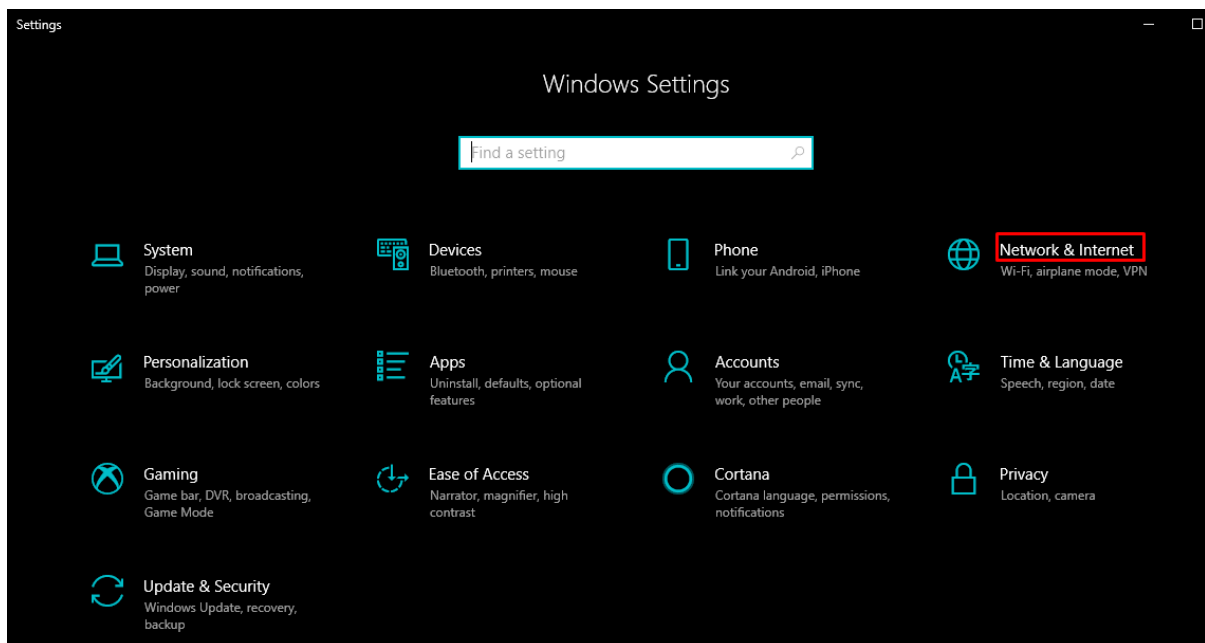 Settings
Windows Settings
Find a setting
System
Display, sound, notifications,
power
Devices
Bluetooth, printers, mouse
Phone
Link your Android, iPhone
Network & Internet
Wi-Fi, airplane mode, VPN
Personalization
Background, lock screen, colors
Apps
Uninstall, defaults, optional
features
Accounts
Your accounts, email, sync,
work, other people
A字
Time & Language
Speech, region, date
Gaming
Game bar, DVR, broadcasting,
Game Mode
Ease of Access
Narrator, magnifier, high
contrast
Cortana
Cortana language, permissions,
notifications
Privacy
Location, camera
Update & Security
Windows Update, recovery,
backup